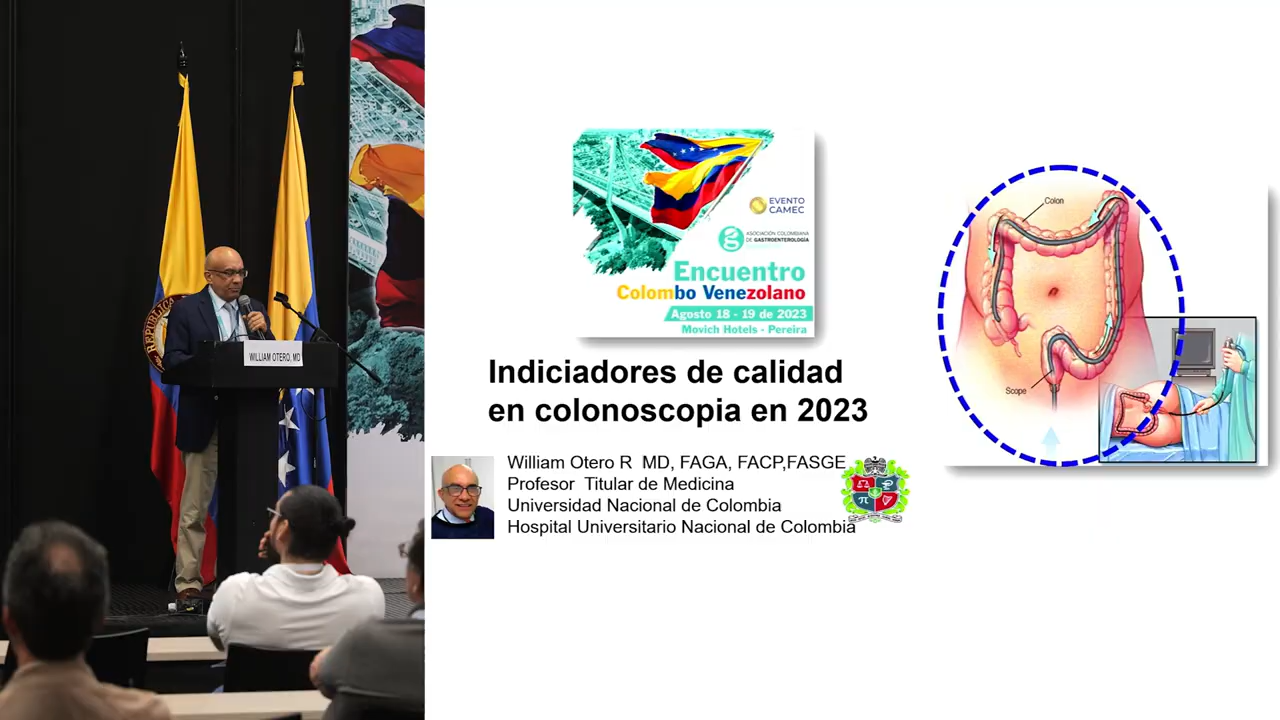 REPÚBLICA
WILLIAM OTERO, MD
EVENTO
CAMEC
ASOCIACIÓN COLOMBIANA
DE GASTROENTEROLOGÍA
Encuentro
Colombo Venezolano
Agosto 18 - 19 de 2023
Movich Hotels - Pereira
Indiciadores de calidad
en colonoscopia en 2023
William Otero R MD, FAGA, FACP,FASGE
Profesor Titular de Medicina
Universidad Nacional de Colombia
Hospital Universitario Nacional de Colombia
Colon
Scope